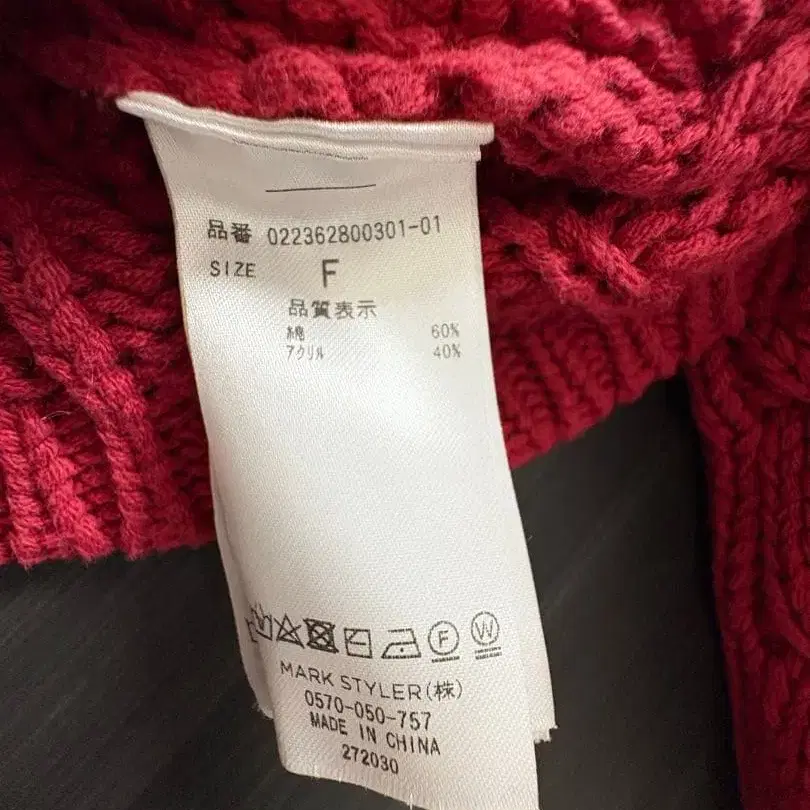 品番 022362800301-01
SIZE F
品質表示
綿 60%
アクリル 40%
F W
MARK STYLER(株)
0570-050-757
MADE IN CHINA
272030